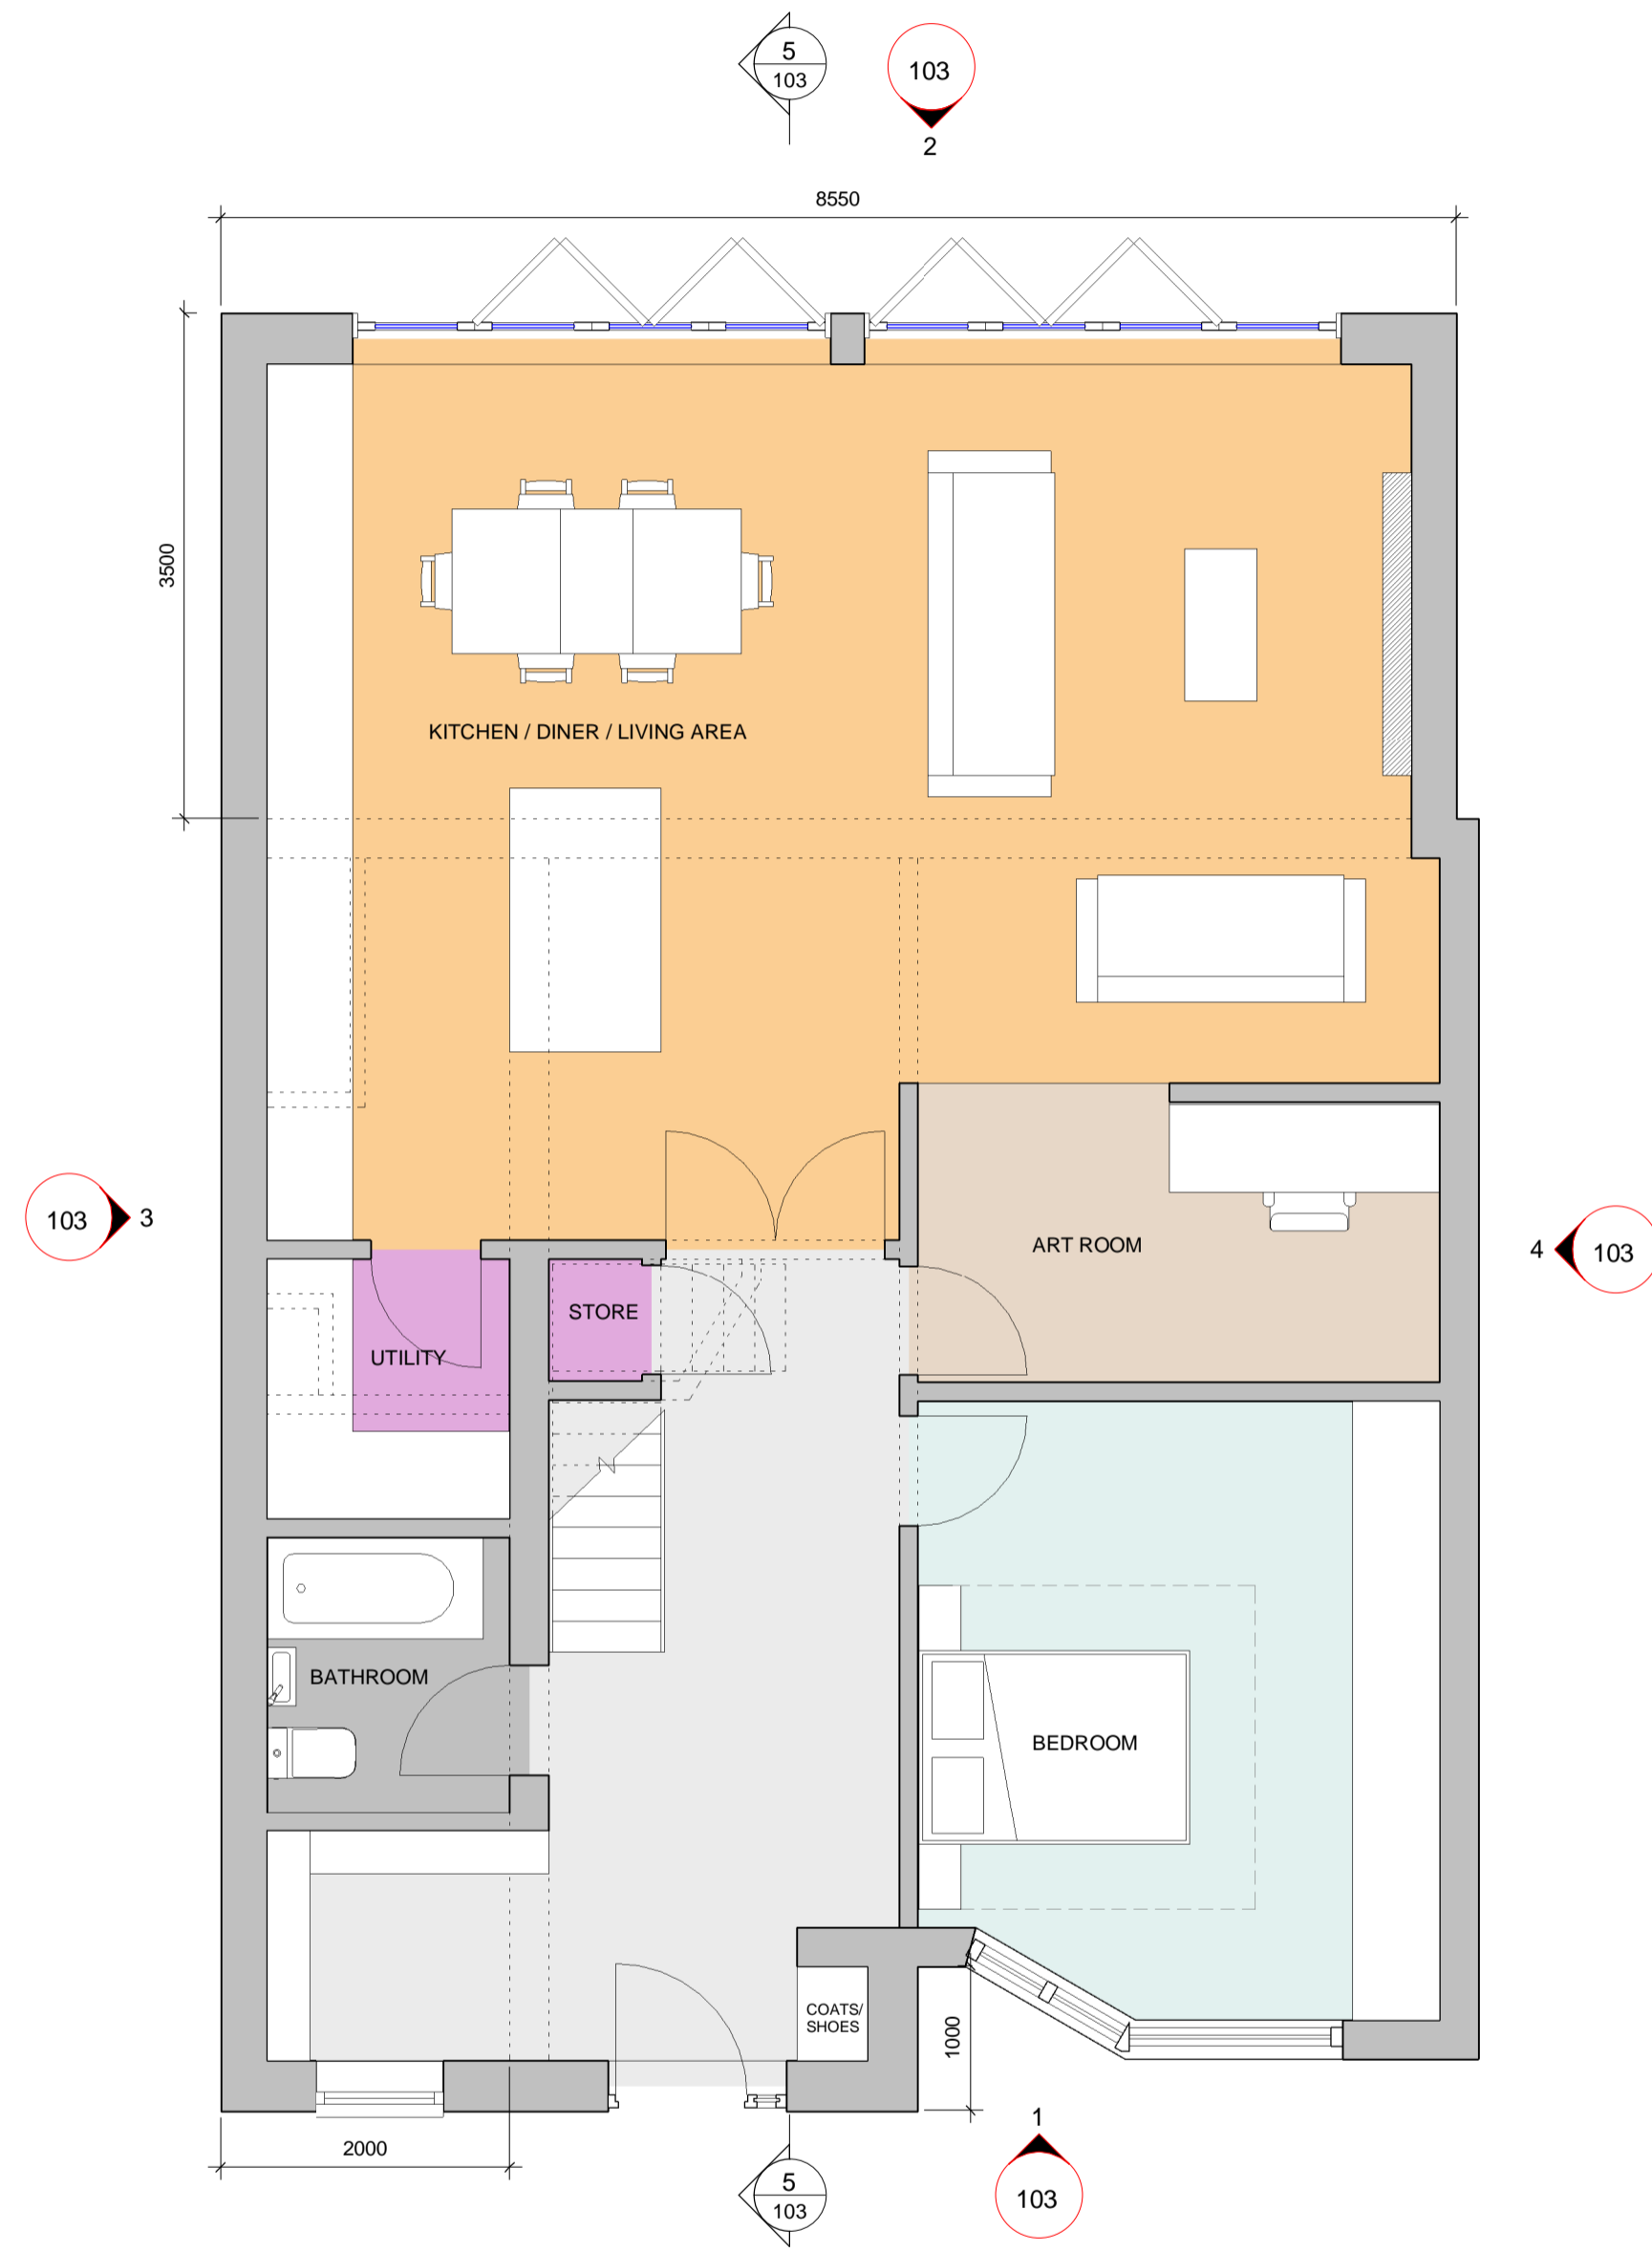 5
103
103
2
8550
3500
KITCHEN / DINER / LIVING AREA
103
3
ART ROOM
4
103
STORE
UTILITY
BATHROOM
BEDROOM
COATS/
SHOES
1000
2000
1
5
103
103